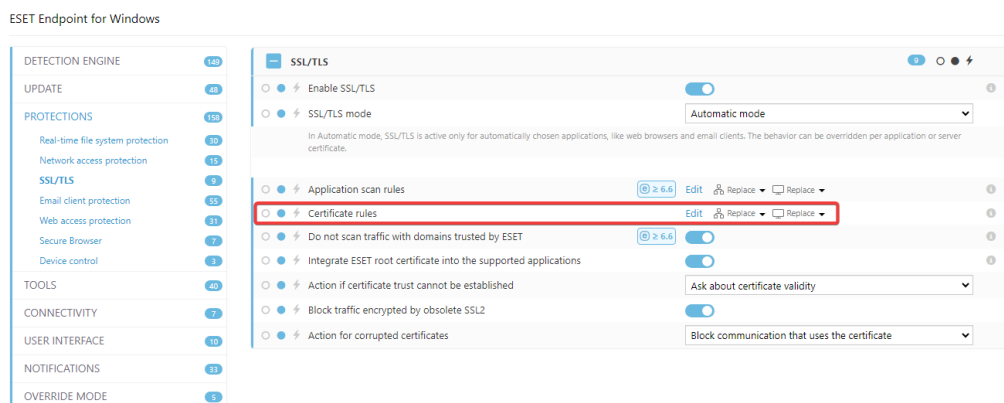 ESET Endpoint for Windows
DETECTION ENGINE 149
UPDATE 48
PROTECTIONS 158
Real-time file system protection 30
Network access protection 15
SSL/TLS 9
Email client protection 55
Web access protection 31
Secure Browser 7
Device control 3
TOOLS 40
CONNECTIVITY 7
USER INTERFACE 10
NOTIFICATIONS 33
OVERRIDE MODE 5
SSL/TLS 9
Enable SSL/TLS
SSL/TLS mode Automatic mode
In Automatic mode, SSL/TLS is active only for automatically chosen applications, like web browsers and email clients. The behavior can be overridden per application or server
certificate.
Application scan rules ≥ 6.6 Edit Replace Replace
Certificate rules Edit Replace Replace
Do not scan traffic with domains trusted by ESET ≥ 6.6
Integrate ESET root certificate into the supported applications
Action if certificate trust cannot be established Ask about certificate validity
Block traffic encrypted by obsolete SSL2
Action for corrupted certificates Block communication that uses the certificate